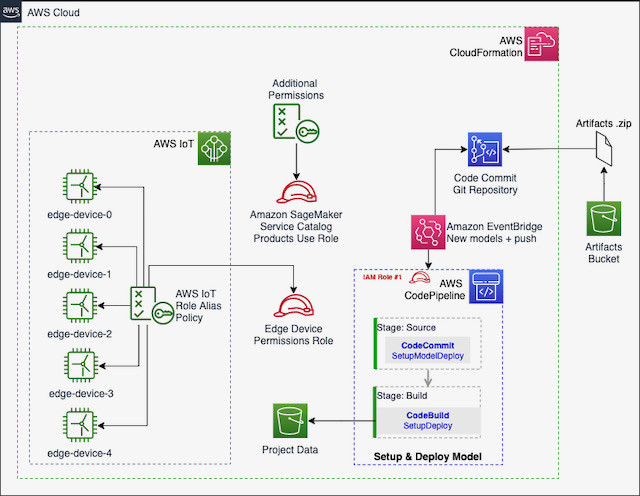 aws
AWS Cloud
AWS
CloudFormation
Additional
Permissions
Artifacts .zip
AWS IoT
Code Commit
Git Repository
edge-device-0
Amazon SageMaker
Service Catalog
Products Use Role
Amazon EventBridge
New models + push
Artifacts
Bucket
edge-device-1
IAM Role #1
AWS
CodePipeline
AWS IoT
Role Alias
Policy
Edge Device
Permissions Role
edge-device-2
Stage: Source
CodeCommit
SetupModelDeploy
edge-device-3
Stage: Build
CodeBuild
SetupDeploy
edge-device-4
Project Data
Setup & Deploy Model